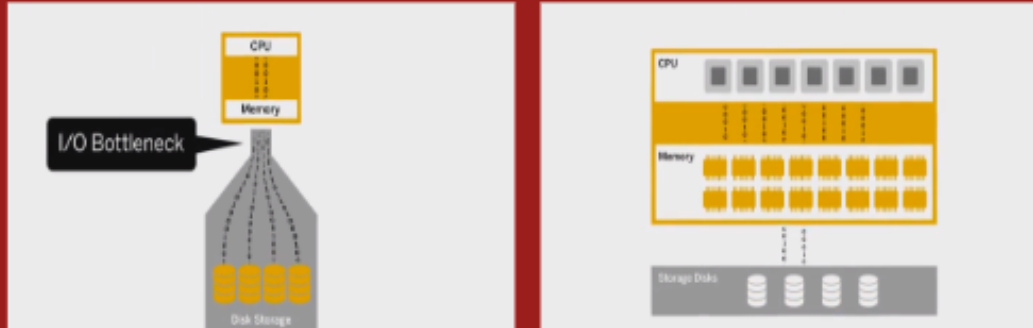 CPU
Memory
I/O Bottleneck
Disk Storage
CPU
Memory
Storage Disks